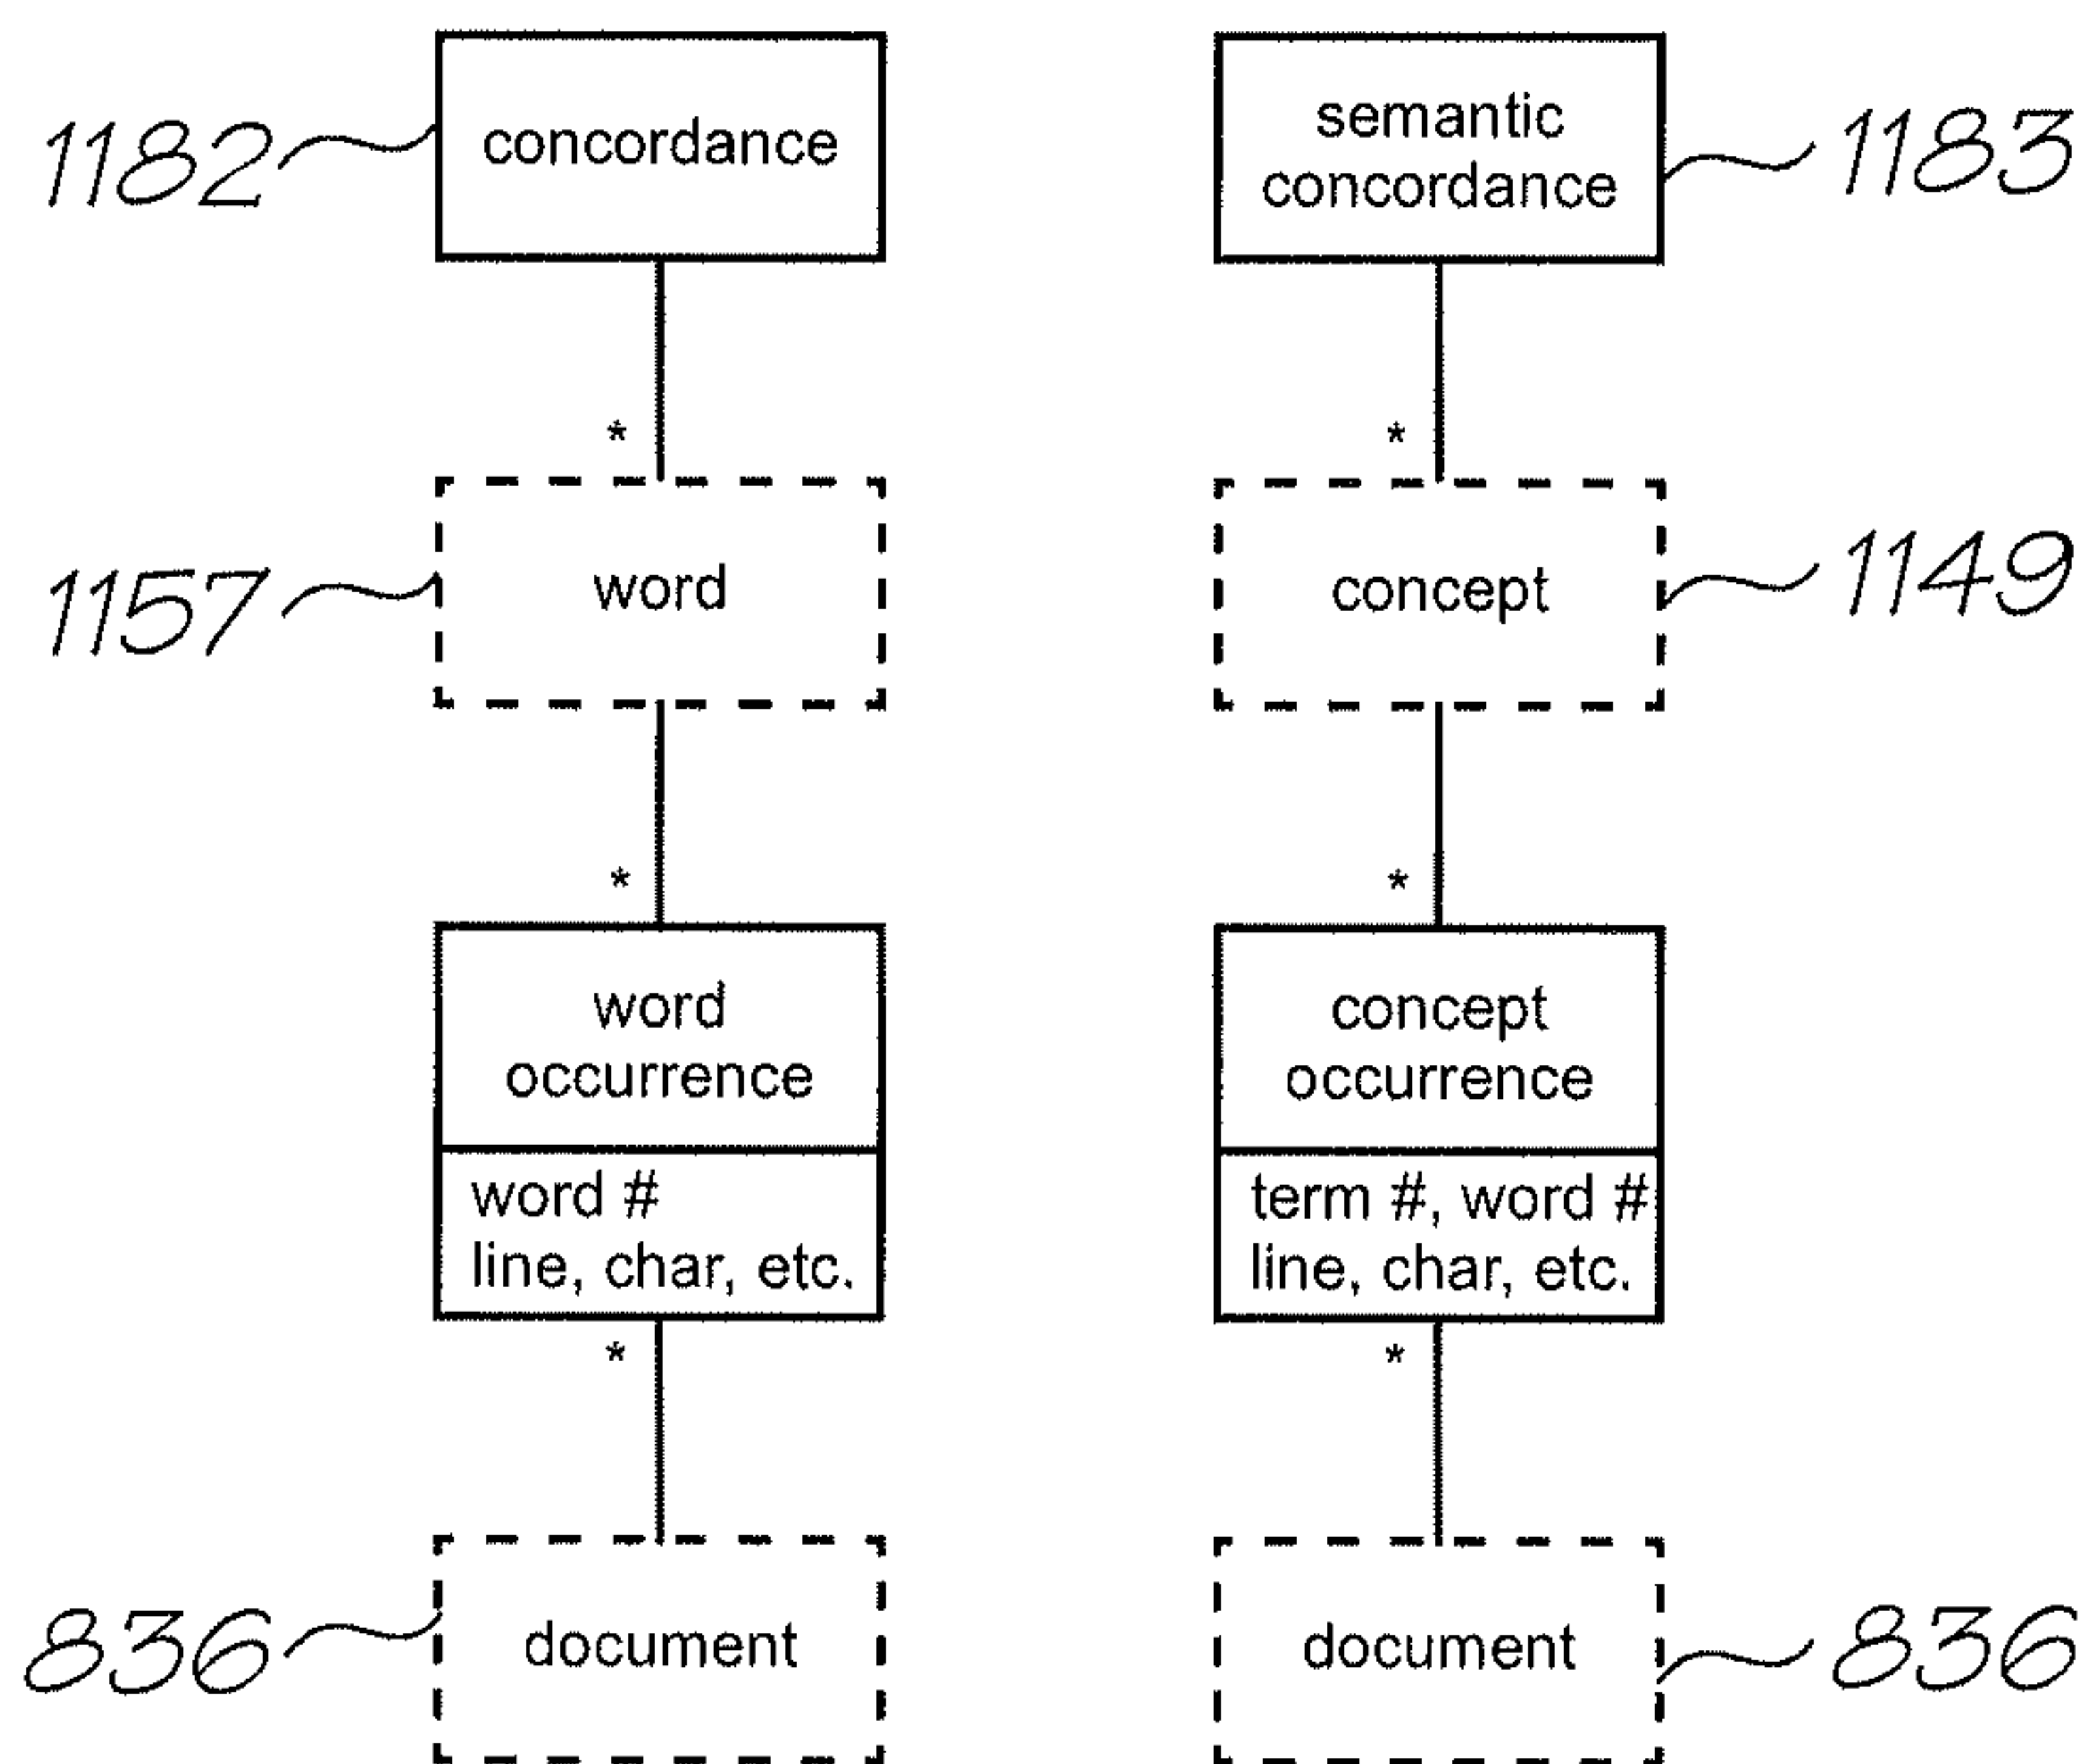 1182
concordance
*
1157
word
*
word
occurrence
word #
line, char, etc.
*
836
document
semantic
concordance
1183
*
concept
1149
*
concept
occurrence
term #, word #
line, char, etc.
*
document
836